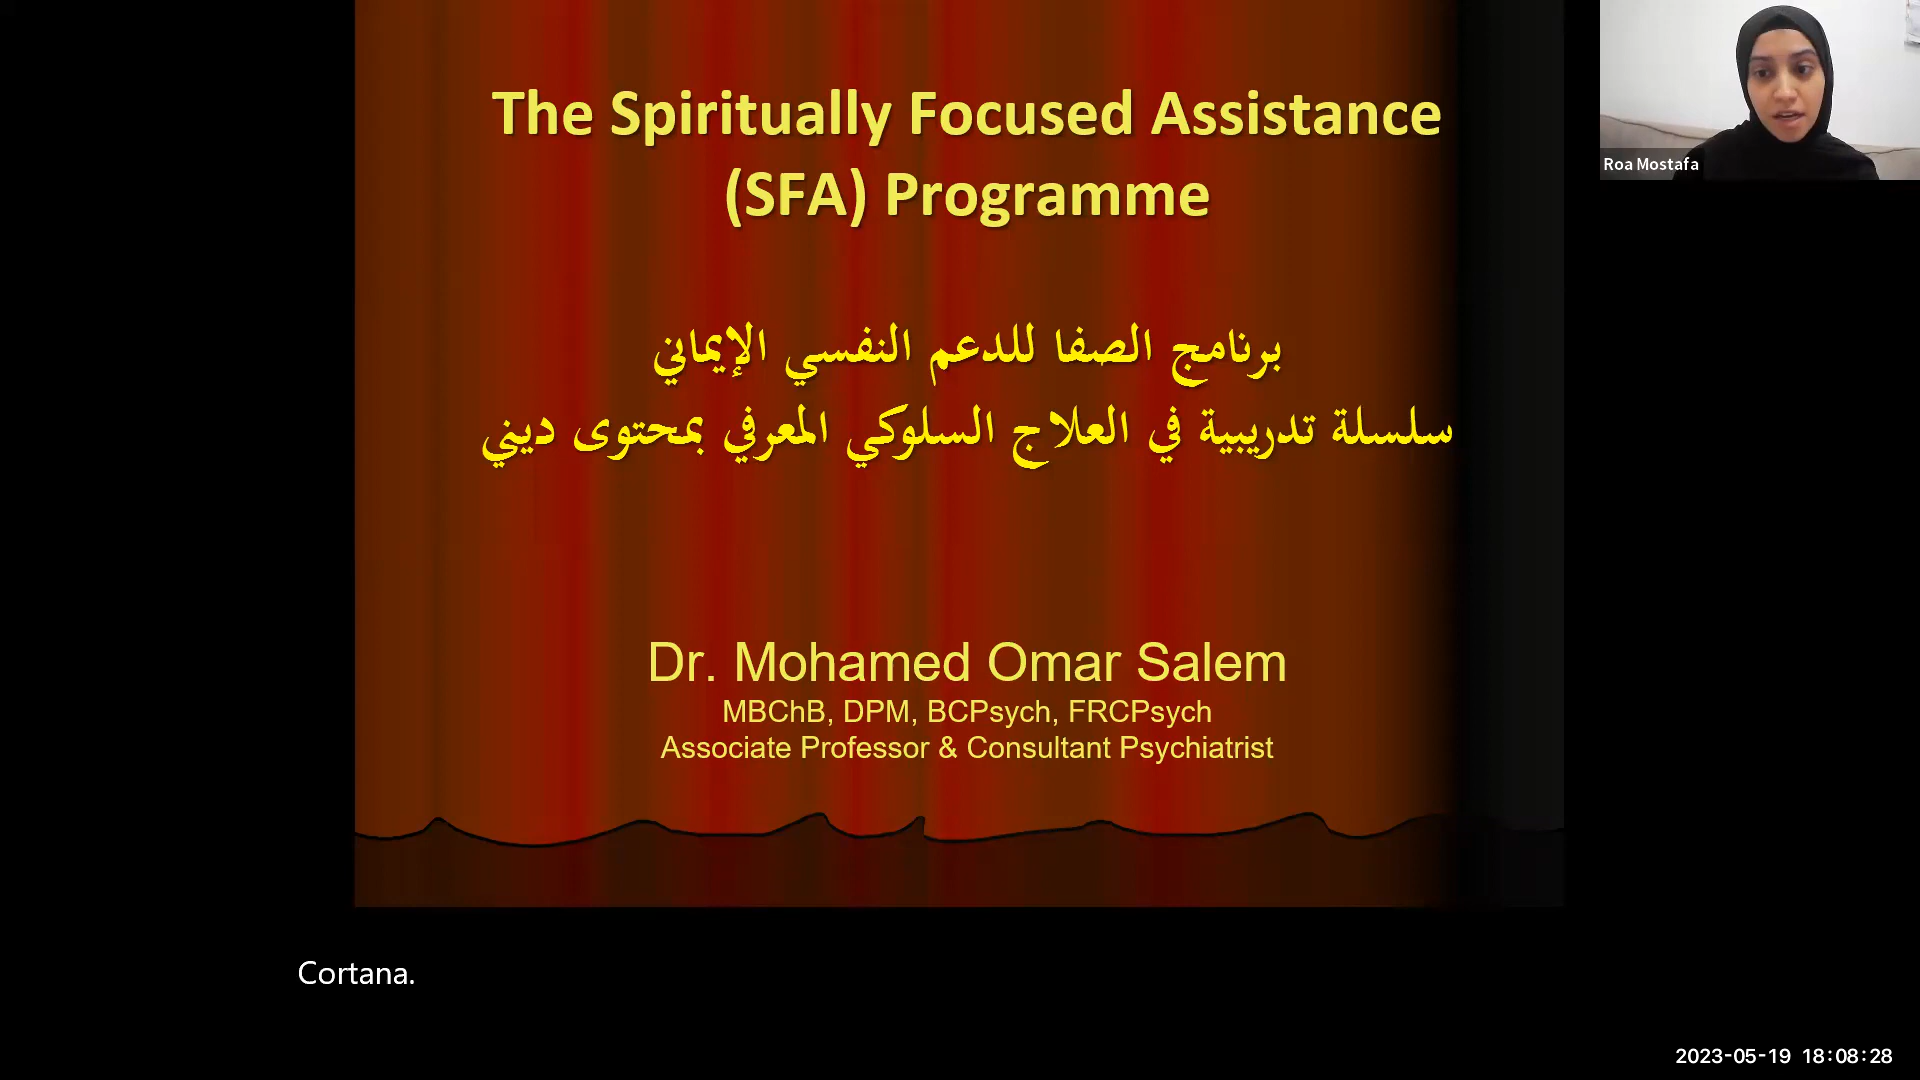 The Spiritually Focused Assistance
(SFA) Programme
برنامج الصفا للدعم النفسي الإيماني
سلسلة تدريبية في العلاج السلوكي المعرفي بمحتوى ديني
Dr. Mohamed Omar Salem
MBChB, DPM, BCPsych, FRCPsych
Associate Professor & Consultant Psychiatrist
Roa Mostafa
Cortana.
2023-05-19 18:08:28